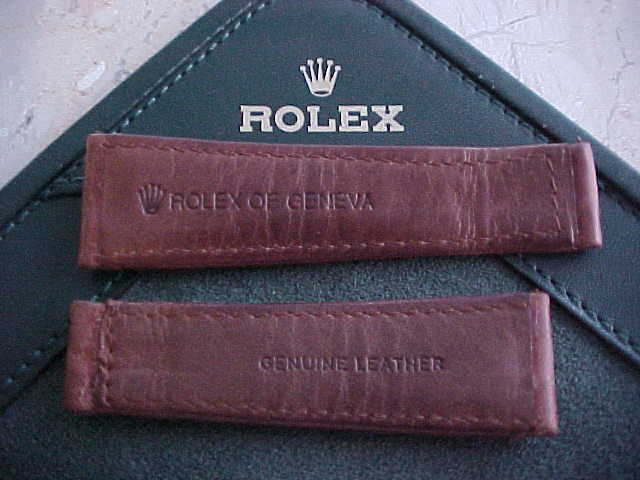 ROLEX
ROLEX OF GENEVA
GENUINE LEATHER